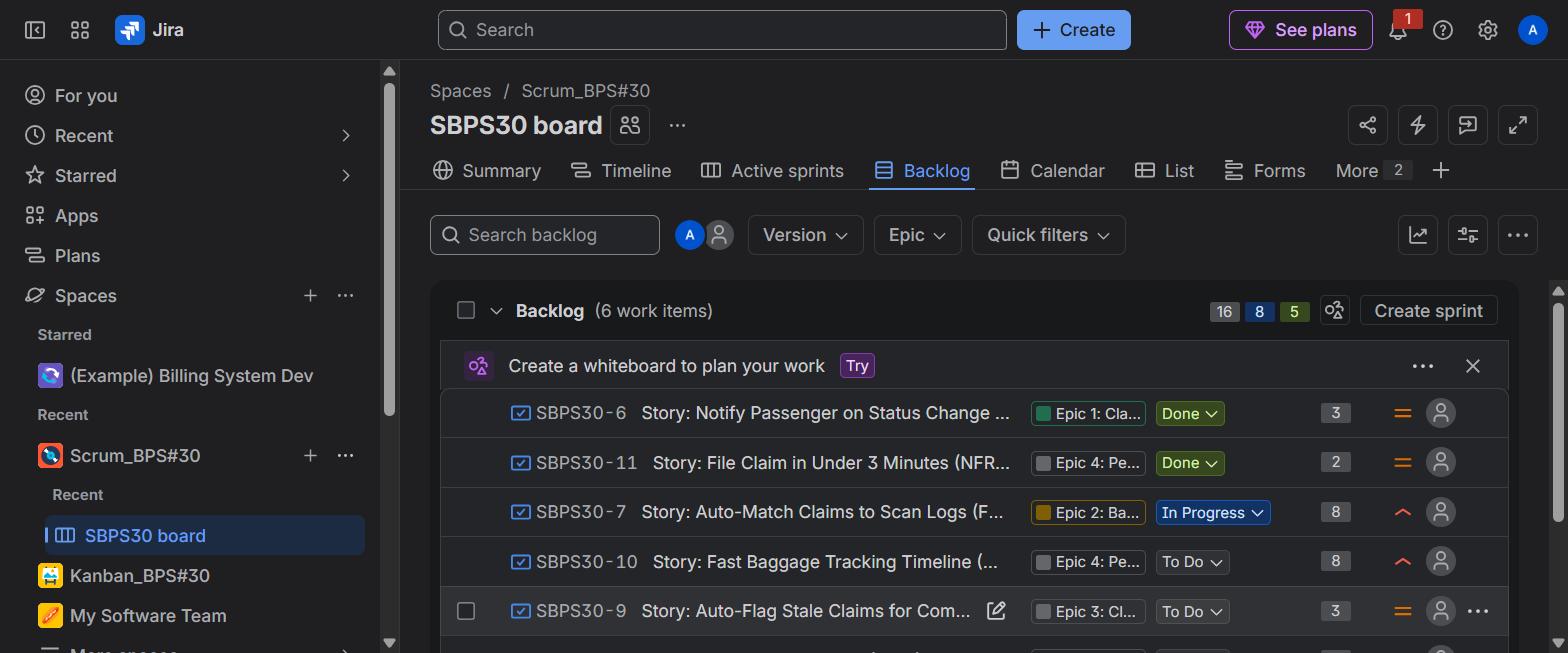 Jira
Search
Create
See plans
1
A
For you
Recent
Starred
Apps
Plans
Spaces
Starred
(Example) Billing System Dev
Recent
Scrum_BPS#30
Recent
SBPS30 board
Kanban_BPS#30
My Software Team
Spaces / Scrum_BPS#30
SBPS30 board
Summary Timeline Active sprints Backlog Calendar List Forms More 2
Search backlog A Version Epic Quick filters
Backlog (6 work items) 16 8 5 Create sprint
Create a whiteboard to plan your work Try
SBPS30-6 Story: Notify Passenger on Status Change ... Epic 1: Cla... Done 3
SBPS30-11 Story: File Claim in Under 3 Minutes (NFR... Epic 4: Pe... Done 2
SBPS30-7 Story: Auto-Match Claims to Scan Logs (F... Epic 2: Ba... In Progress 8
SBPS30-10 Story: Fast Baggage Tracking Timeline (... Epic 4: Pe... To Do 8
SBPS30-9 Story: Auto-Flag Stale Claims for Com... Epic 3: Cl... To Do 3